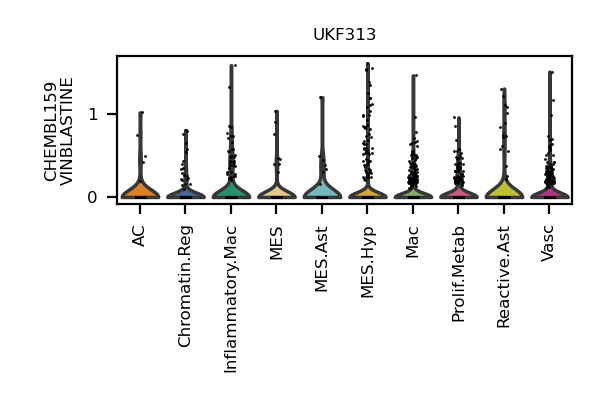 UKF313
CHEMBL159
VINBLASTINE
1
0
AC
Chromatin.Reg
Inflammatory.Mac
MES
MES.Ast
MES.Hyp
Mac
Prolif.Metab
Reactive.Ast
Vasc